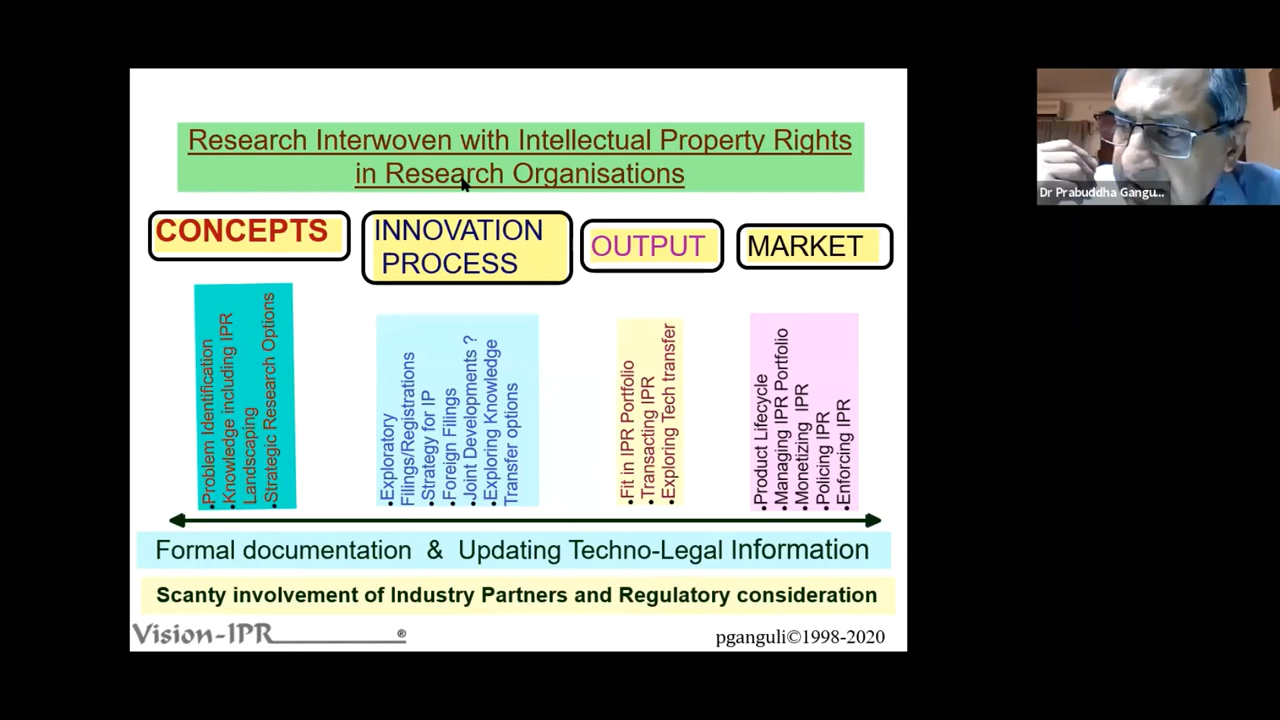 Research Interwoven with Intellectual Property Rights
in Research Organisations
CONCEPTS
INNOVATION
PROCESS
OUTPUT
MARKET
•Problem Identification
•Knowledge including IPR
Landscaping
•Strategic Research Options
•Exploratory
Filings/Registrations
•Strategy for IP
•Foreign Filings
•Joint Developments ?
•Exploring Knowledge
Transfer options
•Fit in IPR Portfolio
•Transacting IPR
•Exploring Tech transfer
•Product Lifecycle
•Managing IPR Portfolio
•Monetizing IPR
•Policing IPR
•Enforcing IPR
Formal documentation & Updating Techno-Legal Information
Scanty involvement of Industry Partners and Regulatory consideration
Vision-IPR ®
pganguli©1998-2020
Dr Prabuddha Gangu...